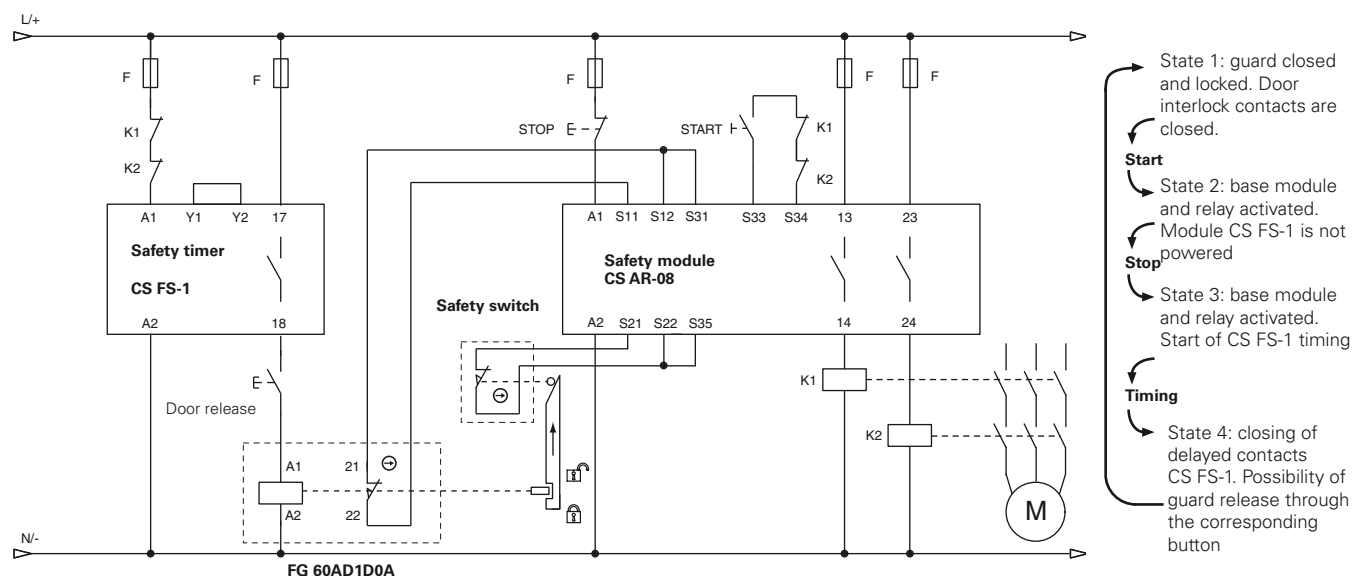 L/+
F
F
F
F
F
K1
K2
STOP
START
K1
K2
A1 Y1 Y2 17
Safety timer
CS FS-1
A2 18
A1 S11 S12 S31 S33 S34 13 23
Safety module
CS AR-08
A2 S21 S22 S35 14 24
Safety switch
Door release
A1 21
A2 22
K1
K2
M
N/-
FG 60AD1D0A
State 1: guard closed
and locked. Door
interlock contacts are
closed.
Start
State 2: base module
and relay activated.
Module CS FS-1 is not
powered
Stop
State 3: base module
and relay activated.
Start of CS FS-1 timing
Timing
State 4: closing of
delayed contacts
CS FS-1. Possibility of
guard release through
the corresponding
button